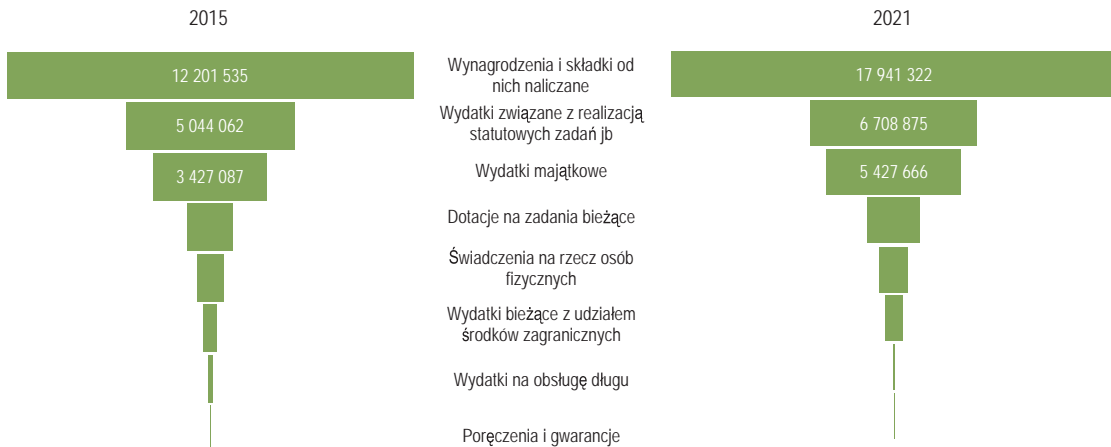 2015
2021
12 201 535
Wynagrodzenia i składki od
nich naliczane
17 941 322
5 044 062
Wydatki związane z realizacją
statutowych zadań jb
6 708 875
3 427 087
Wydatki majątkowe
5 427 666
Dotacje na zadania bieżące
Świadczenia na rzecz osób
fizycznych
Wydatki bieżące z udziałem
środków zagranicznych
Wydatki na obsługę długu
Poręczenia i gwarancje